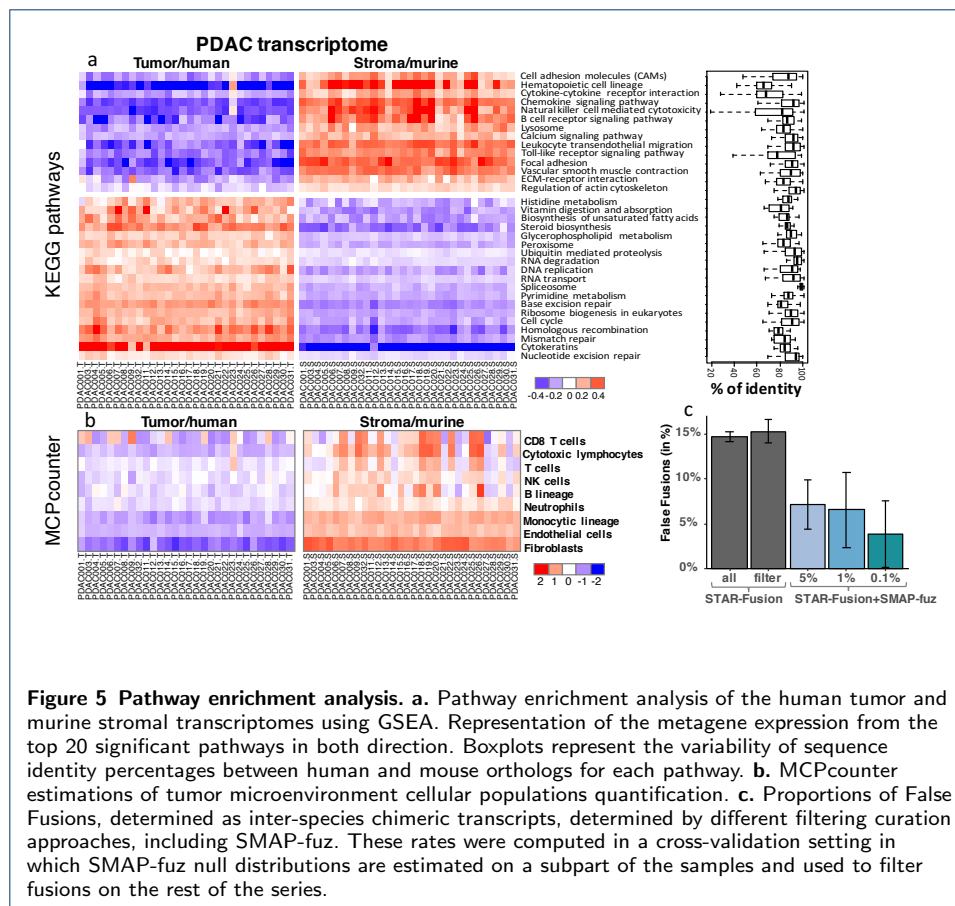 PDAC transcriptome
a
Tumor/human
Stroma/murine
KEGG pathways
Cell adhesion molecules (CAMs)
Hematopoietic cell lineage
Cytokine-cytokine receptor interaction
Chemokine signaling pathway
Natural killer cell mediated cytotoxicity
B cell receptor signaling pathway
Lysosome
Calcium signaling pathway
Leukocyte transendothelial migration
Toll-like receptor signaling pathway
Focal adhesion
Vascular smooth muscle contraction
ECM-receptor interaction
Regulation of actin cytoskeleton
Histidine metabolism
Vitamin digestion and absorption
Biosynthesis of unsaturated fatty acids
Steroid biosynthesis
Glycerophospholipid metabolism
Peroxisome
Ubiquitin mediated proteolysis
RNA degradation
DNA replication
RNA transport
Spliceosome
Pyrimidine metabolism
Base excision repair
Ribosome biogenesis in eukaryotes
Cell cycle
Homologous recombination
Mismatch repair
Cytokeratins
Nucleotide excision repair
-0.4 -0.2 0 0.2 0.4
20 40 60 80 100
% of identity
b
Tumor/human
Stroma/murine
MCPcounter
CD8 T cells
Cytotoxic lymphocytes
T cells
NK cells
B lineage
Neutrophils
Monocytic lineage
Endothelial cells
Fibroblasts
2 1 0 -1 -2
c
False Fusions (in %)
15%
10%
5%
0%
all filter 5% 1% 0.1%
STAR-Fusion STAR-Fusion+SMAP-fuz
Figure 5 Pathway enrichment analysis. a. Pathway enrichment analysis of the human tumor and
murine stromal transcriptomes using GSEA. Representation of the metagene expression from the
top 20 significant pathways in both direction. Boxplots represent the variability of sequence
identity percentages between human and mouse orthologs for each pathway. b. MCPcounter
estimations of tumor microenvironment cellular populations quantification. c. Proportions of False
Fusions, determined as inter-species chimeric transcripts, determined by different filtering curation
approaches, including SMAP-fuz. These rates were computed in a cross-validation setting in
which SMAP-fuz null distributions are estimated on a subpart of the samples and used to filter
fusions on the rest of the series.